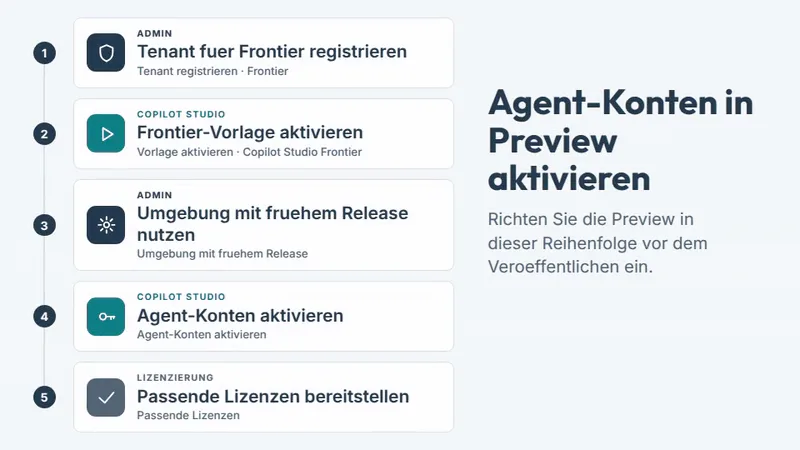 1
ADMIN
Tenant fuer Frontier registrieren
Tenant registrieren · Frontier
2
COPILOT STUDIO
Frontier-Vorlage aktivieren
Vorlage aktivieren · Copilot Studio Frontier
3
ADMIN
Umgebung mit fruehem Release
nutzen
Umgebung mit fruehem Release
4
COPILOT STUDIO
Agent-Konten aktivieren
Agent-Konten aktivieren
5
LIZENZIERUNG
Passende Lizenzen bereitstellen
Passende Lizenzen
Agent-Konten in
Preview
aktivieren
Richten Sie die Preview in
dieser Reihenfolge vor dem
Veroeffentlichen ein.